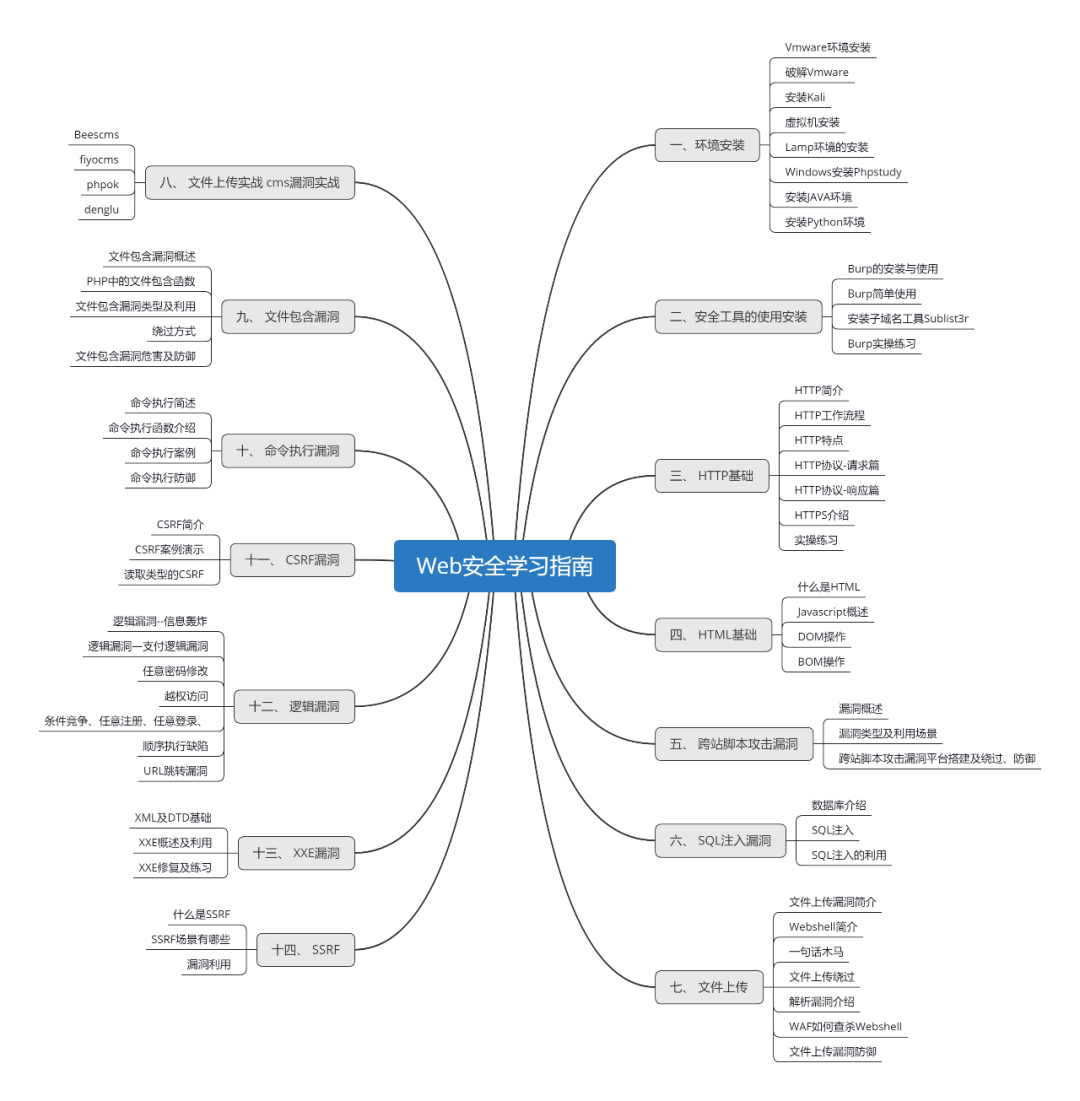 Web安全学习指南
一、环境安装
Vmware环境安装
破解Vmware
安装Kali
虚拟机安装
Lamp环境的安装
Windows安装Phpstudy
安装JAVA环境
安装Python环境
二、安全工具的使用安装
Burp的安装与使用
Burp简单使用
安装子域名工具Sublist3r
Burp实操练习
三、 HTTP基础
HTTP简介
HTTP工作流程
HTTP特点
HTTP协议-请求篇
HTTP协议-响应篇
HTTPS介绍
实操练习
四、 HTML基础
什么是HTML
Javascript概述
DOM操作
BOM操作
五、 跨站脚本攻击漏洞
漏洞概述
漏洞类型及利用场景
跨站脚本攻击漏洞平台搭建及绕过、防御
六、 SQL注入漏洞
数据库介绍
SQL注入
SQL注入的利用
七、 文件上传
文件上传漏洞简介
Webshell简介
一句话木马
文件上传绕过
解析漏洞介绍
WAF如何查杀Webshell
文件上传漏洞防御
八、 文件上传实战 cms漏洞实战
Beescms
fiyocms
phpok
denglu
九、 文件包含漏洞
文件包含漏洞概述
PHP中的文件包含函数
文件包含漏洞类型及利用
绕过方式
文件包含漏洞危害及防御
十、 命令执行漏洞
命令执行简述
命令执行函数介绍
命令执行案例
命令执行防御
十一、 CSRF漏洞
CSRF简介
CSRF案例演示
读取类型的CSRF
十二、 逻辑漏洞
逻辑漏洞--信息轰炸
逻辑漏洞—支付逻辑漏洞
任意密码修改
越权访问
条件竞争、任意注册、任意登录、
顺序执行缺陷
URL跳转漏洞
十三、 XXE漏洞
XML及DTD基础
XXE概述及利用
XXE修复及练习
十四、 SSRF
什么是SSRF
SSRF场景有哪些
漏洞利用